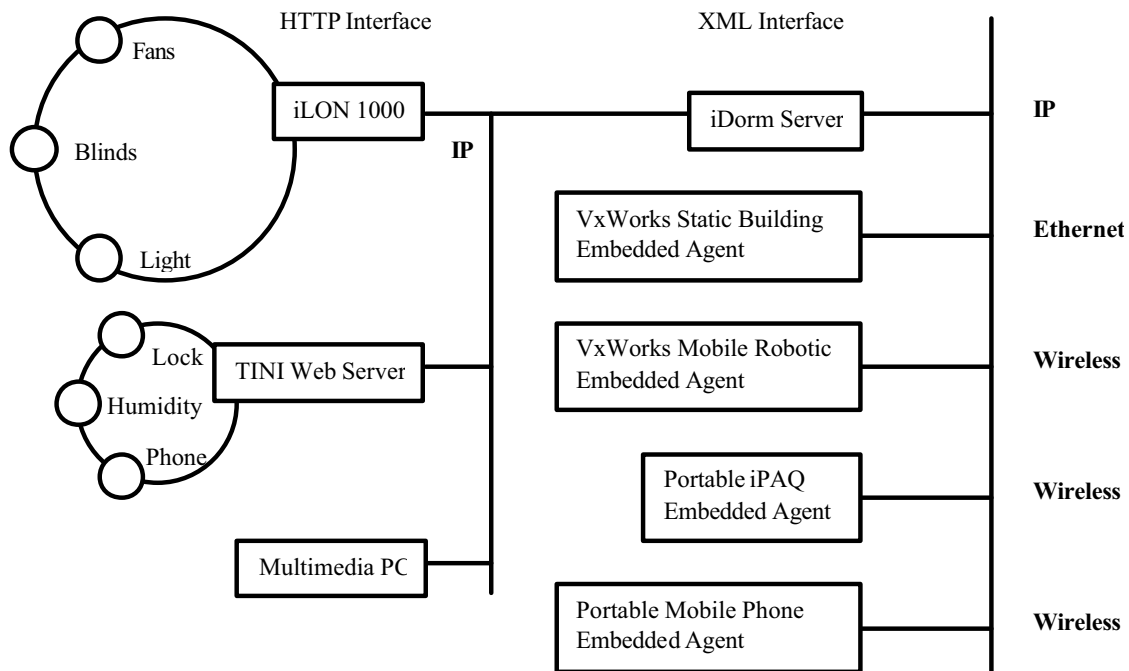 HTTP Interface
XML Interface
Fans
iLON 1000
iDorm Server
IP
Blinds
IP
VxWorks Static Building
Embedded Agent
Ethernet
Light
Lock
TINI Web Server
VxWorks Mobile Robotic
Embedded Agent
Wireless
Humidity
Phone
Portable iPAQ
Embedded Agent
Wireless
Multimedia PC
Portable Mobile Phone
Embedded Agent
Wireless